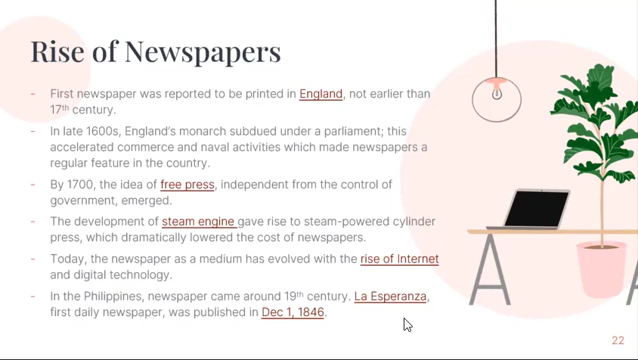 Rise of Newspapers
- First newspaper was reported to be printed in England, not earlier than
17th century.
- In late 1600s, England's monarch subdued under a parliament; this
accelerated commerce and naval activities which made newspapers a
regular feature in the country.
- By 1700, the idea of free press, independent from the control of
government, emerged.
- The development of steam engine gave rise to steam-powered cylinder
press, which dramatically lowered the cost of newspapers.
- Today, the newspaper as a medium has evolved with the rise of Internet
and digital technology.
- In the Philippines, newspaper came around 19th century. La Esperanza,
first daily newspaper, was published in Dec 1, 1846.
22